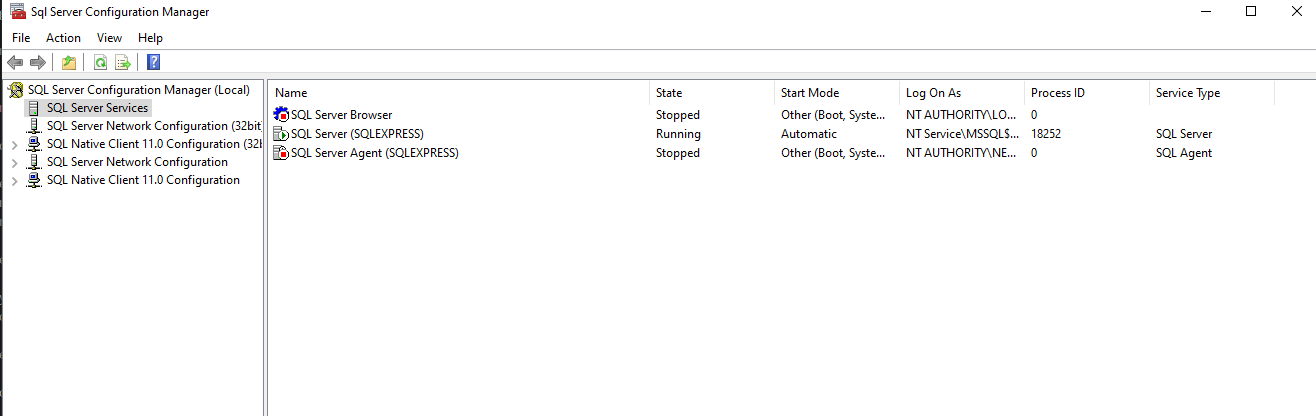 Sql Server Configuration Manager
File Action View Help
SQL Server Configuration Manager (Local)
SQL Server Services
SQL Server Network Configuration (32bit
SQL Native Client 11.0 Configuration (32
SQL Server Network Configuration
SQL Native Client 11.0 Configuration
Name State Start Mode Log On As Process ID Service Type
SQL Server Browser Stopped Other (Boot, Syste... NT AUTHORITY\LO... 0
SQL Server (SQLEXPRESS) Running Automatic NT Service\MSSQL$... 18252 SQL Server
SQL Server Agent (SQLEXPRESS) Stopped Other (Boot, Syste... NT AUTHORITY\NE... 0 SQL Agent